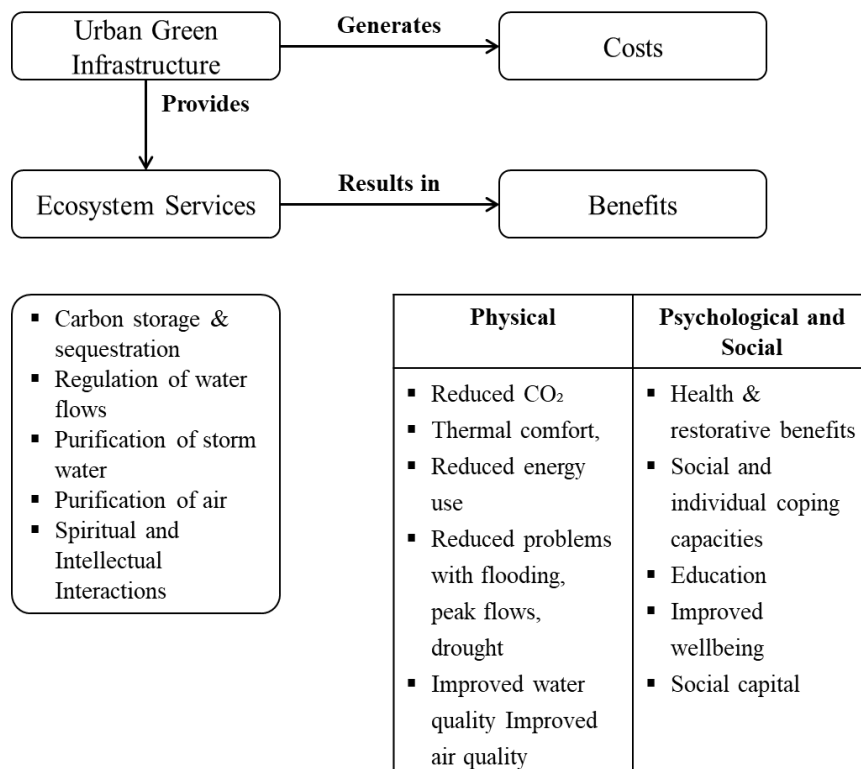 Urban Green
Infrastructure
Generates
Costs
Provides
Ecosystem Services
Results in
Benefits
▪ Carbon storage &
sequestration
▪ Regulation of water
flows
▪ Purification of storm
water
▪ Purification of air
▪ Spiritual and
Intellectual
Interactions
Physical
▪ Reduced CO₂
▪ Thermal comfort,
▪ Reduced energy
use
▪ Reduced problems
with flooding,
peak flows,
drought
▪ Improved water
quality Improved
air quality
Psychological and
Social
▪ Health &
restorative benefits
▪ Social and
individual coping
capacities
▪ Education
▪ Improved
wellbeing
▪ Social capital